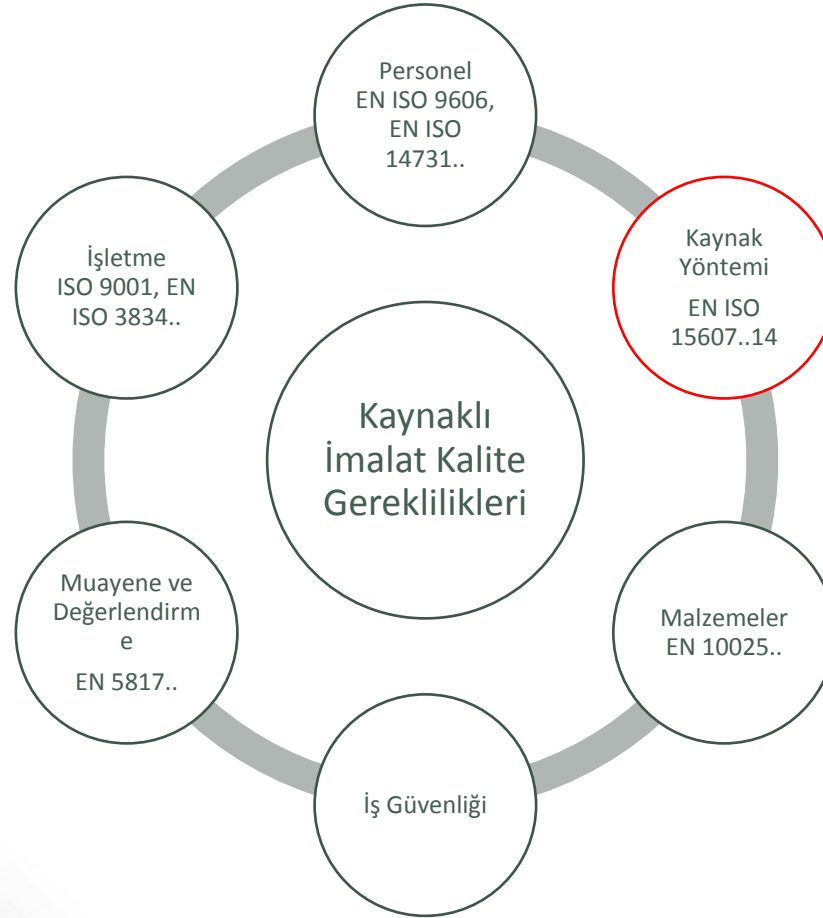 Personel
EN ISO 9606,
EN ISO
14731..
Kaynak
Yöntemi
EN ISO
15607..14
Malzemeler
EN 10025..
İş Güvenliği
Muayene ve
Değerlendirm
e
EN 5817..
İşletme
ISO 9001, EN
ISO 3834..
Kaynaklı
İmalat Kalite
Gereklilikleri